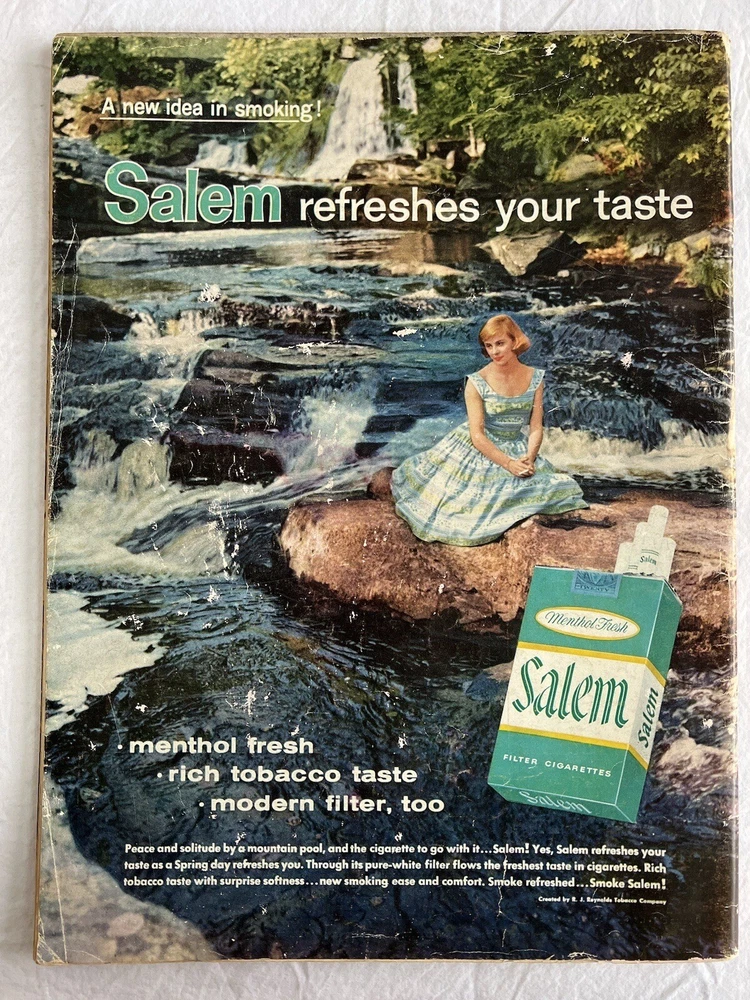 A new idea in smoking!
Salem refreshes your taste
Salem
Menthol Fresh
Salem
Salem
FILTER CIGARETTES
Salem
· menthol fresh
· rich tobacco taste
· modern filter, too
Peace and solitude by a mountain pool, and the cigarette to go with it...Salem! Yes, Salem refreshes your
taste as a Spring day refreshes you. Through its pure-white filter flows the freshest taste in cigarettes. Rich
tobacco taste with surprise softness...new smoking ease and comfort. Smoke refreshed...Smoke Salem!
Created by R. J. Reynolds Tobacco Company